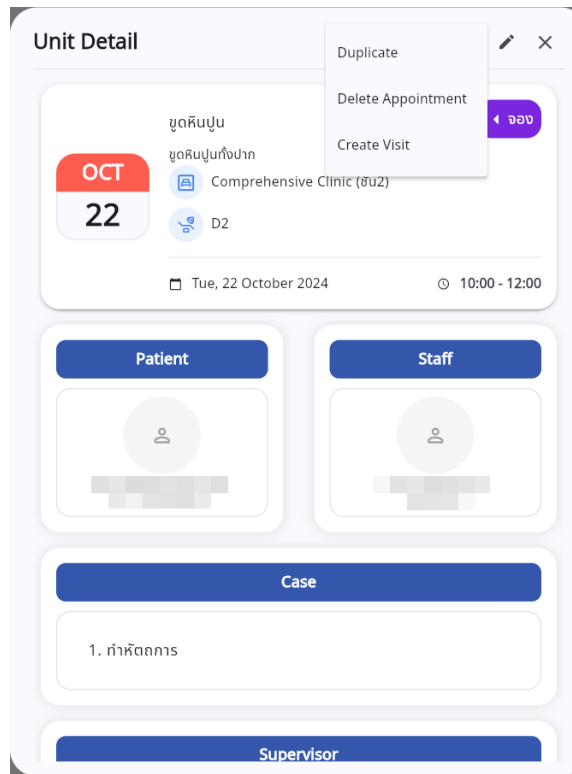 Unit Detail
Duplicate
Delete Appointment
Create Visit
จอง
ขูดหินปูน
ขูดหินปูนทั้งปาก
OCT
22
Comprehensive Clinic (ชั้น2)
D2
Tue, 22 October 2024
10:00 - 12:00
Patient
Staff
Case
1. ทำหัตถการ
Supervisor